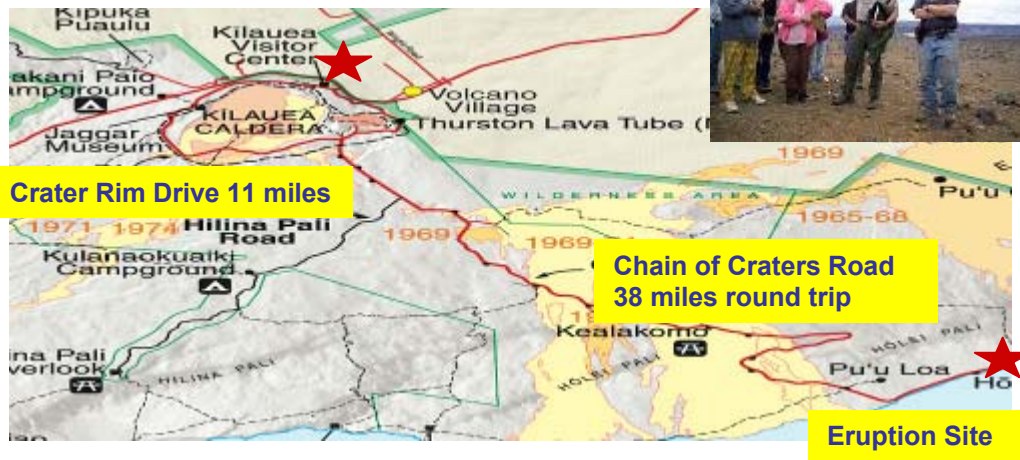 Kipuka
Puaulu
Kilauea
Visitor
Center
akani Paio
ampground
Jaggar
Museum
KILAUEA
CALDERA
Volcano
Village
Thurston Lava Tube (
Crater Rim Drive 11 miles
1969
WILDERNESS AREA
Pu'u
1965-68
1971
1974
Hilina Pali
Road
1969
1969
Kulanaokuaiki
Campground
Chain of Craters Road
38 miles round trip
Kealakomo
HŌLEI PALI
HŌLEI PALI
ina Pali
verlook
HILINA PALI
Pu'u Loa
Hō
Eruption Site